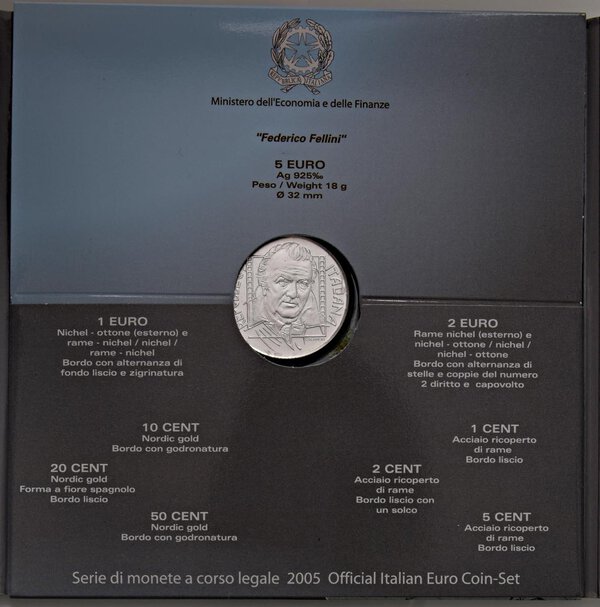 REPVBBLICA ITALIANA
Ministero dell'Economia e delle Finanze
"Federico Fellini"
5 EURO
Ag 925‰
Peso / Weight 18 g
Ø 32 mm
ITALIANA
1 EURO
Nichel - ottone (esterno) e
rame - nichel / nichel /
rame - nichel
Bordo con alternanza di
fondo liscio e zigrinatura
2 EURO
Rame nichel (esterno) e
nichel - ottone / nichel /
nichel - ottone
Bordo con alternanza di
stelle e coppie del numero
2 diritto e capovolto
10 CENT
Nordic gold
Bordo con godronatura
1 CENT
Acciaio ricoperto
di rame
Bordo liscio
20 CENT
Nordic gold
Forma a fiore spagnolo
Bordo liscio
2 CENT
Acciaio ricoperto
di rame
Bordo liscio con
un solco
50 CENT
Nordic gold
Bordo con godronatura
5 CENT
Acciaio ricoperto
di rame
Bordo liscio
Serie di monete a corso legale 2005 Official Italian Euro Coin-Set